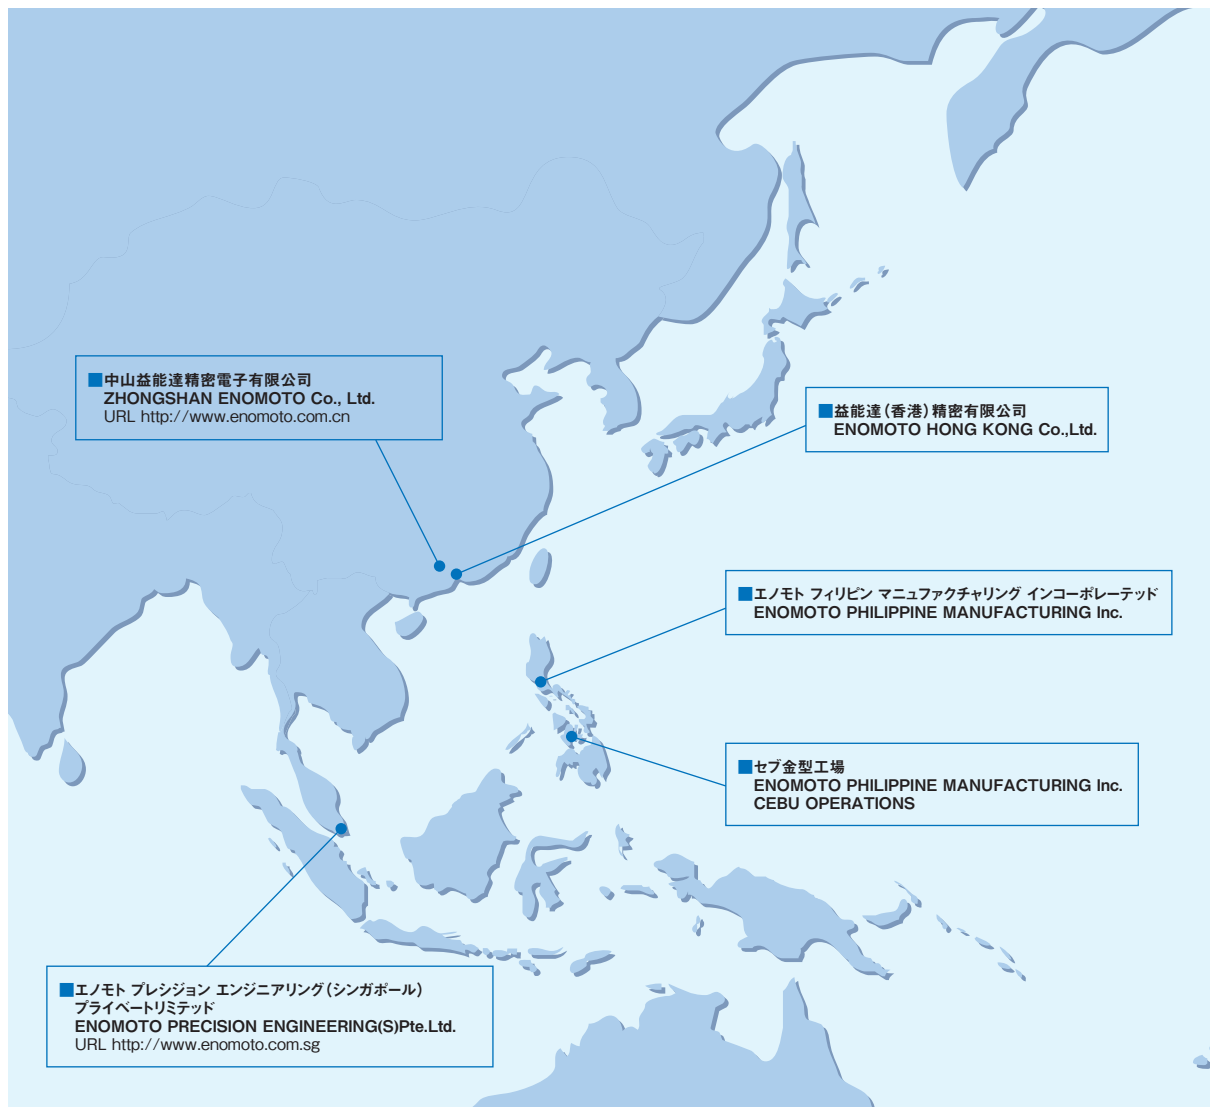 ■中山益能達精密電子有限公司
ZHONGSHAN ENOMOTO Co., Ltd.
URL http://www.enomoto.com.cn
■益能達（香港）精密有限公司
ENOMOTO HONG KONG Co.,Ltd.
■エノモト フィリピン マニュファクチャリング インコーポレーテッド
ENOMOTO PHILIPPINE MANUFACTURING Inc.
■セブ金型工場
ENOMOTO PHILIPPINE MANUFACTURING Inc.
CEBU OPERATIONS
■エノモト プレシジョン エンジニアリング（シンガポール）
プライベートリミテッド
ENOMOTO PRECISION ENGINEERING(S)Pte.Ltd.
URL http://www.enomoto.com.sg